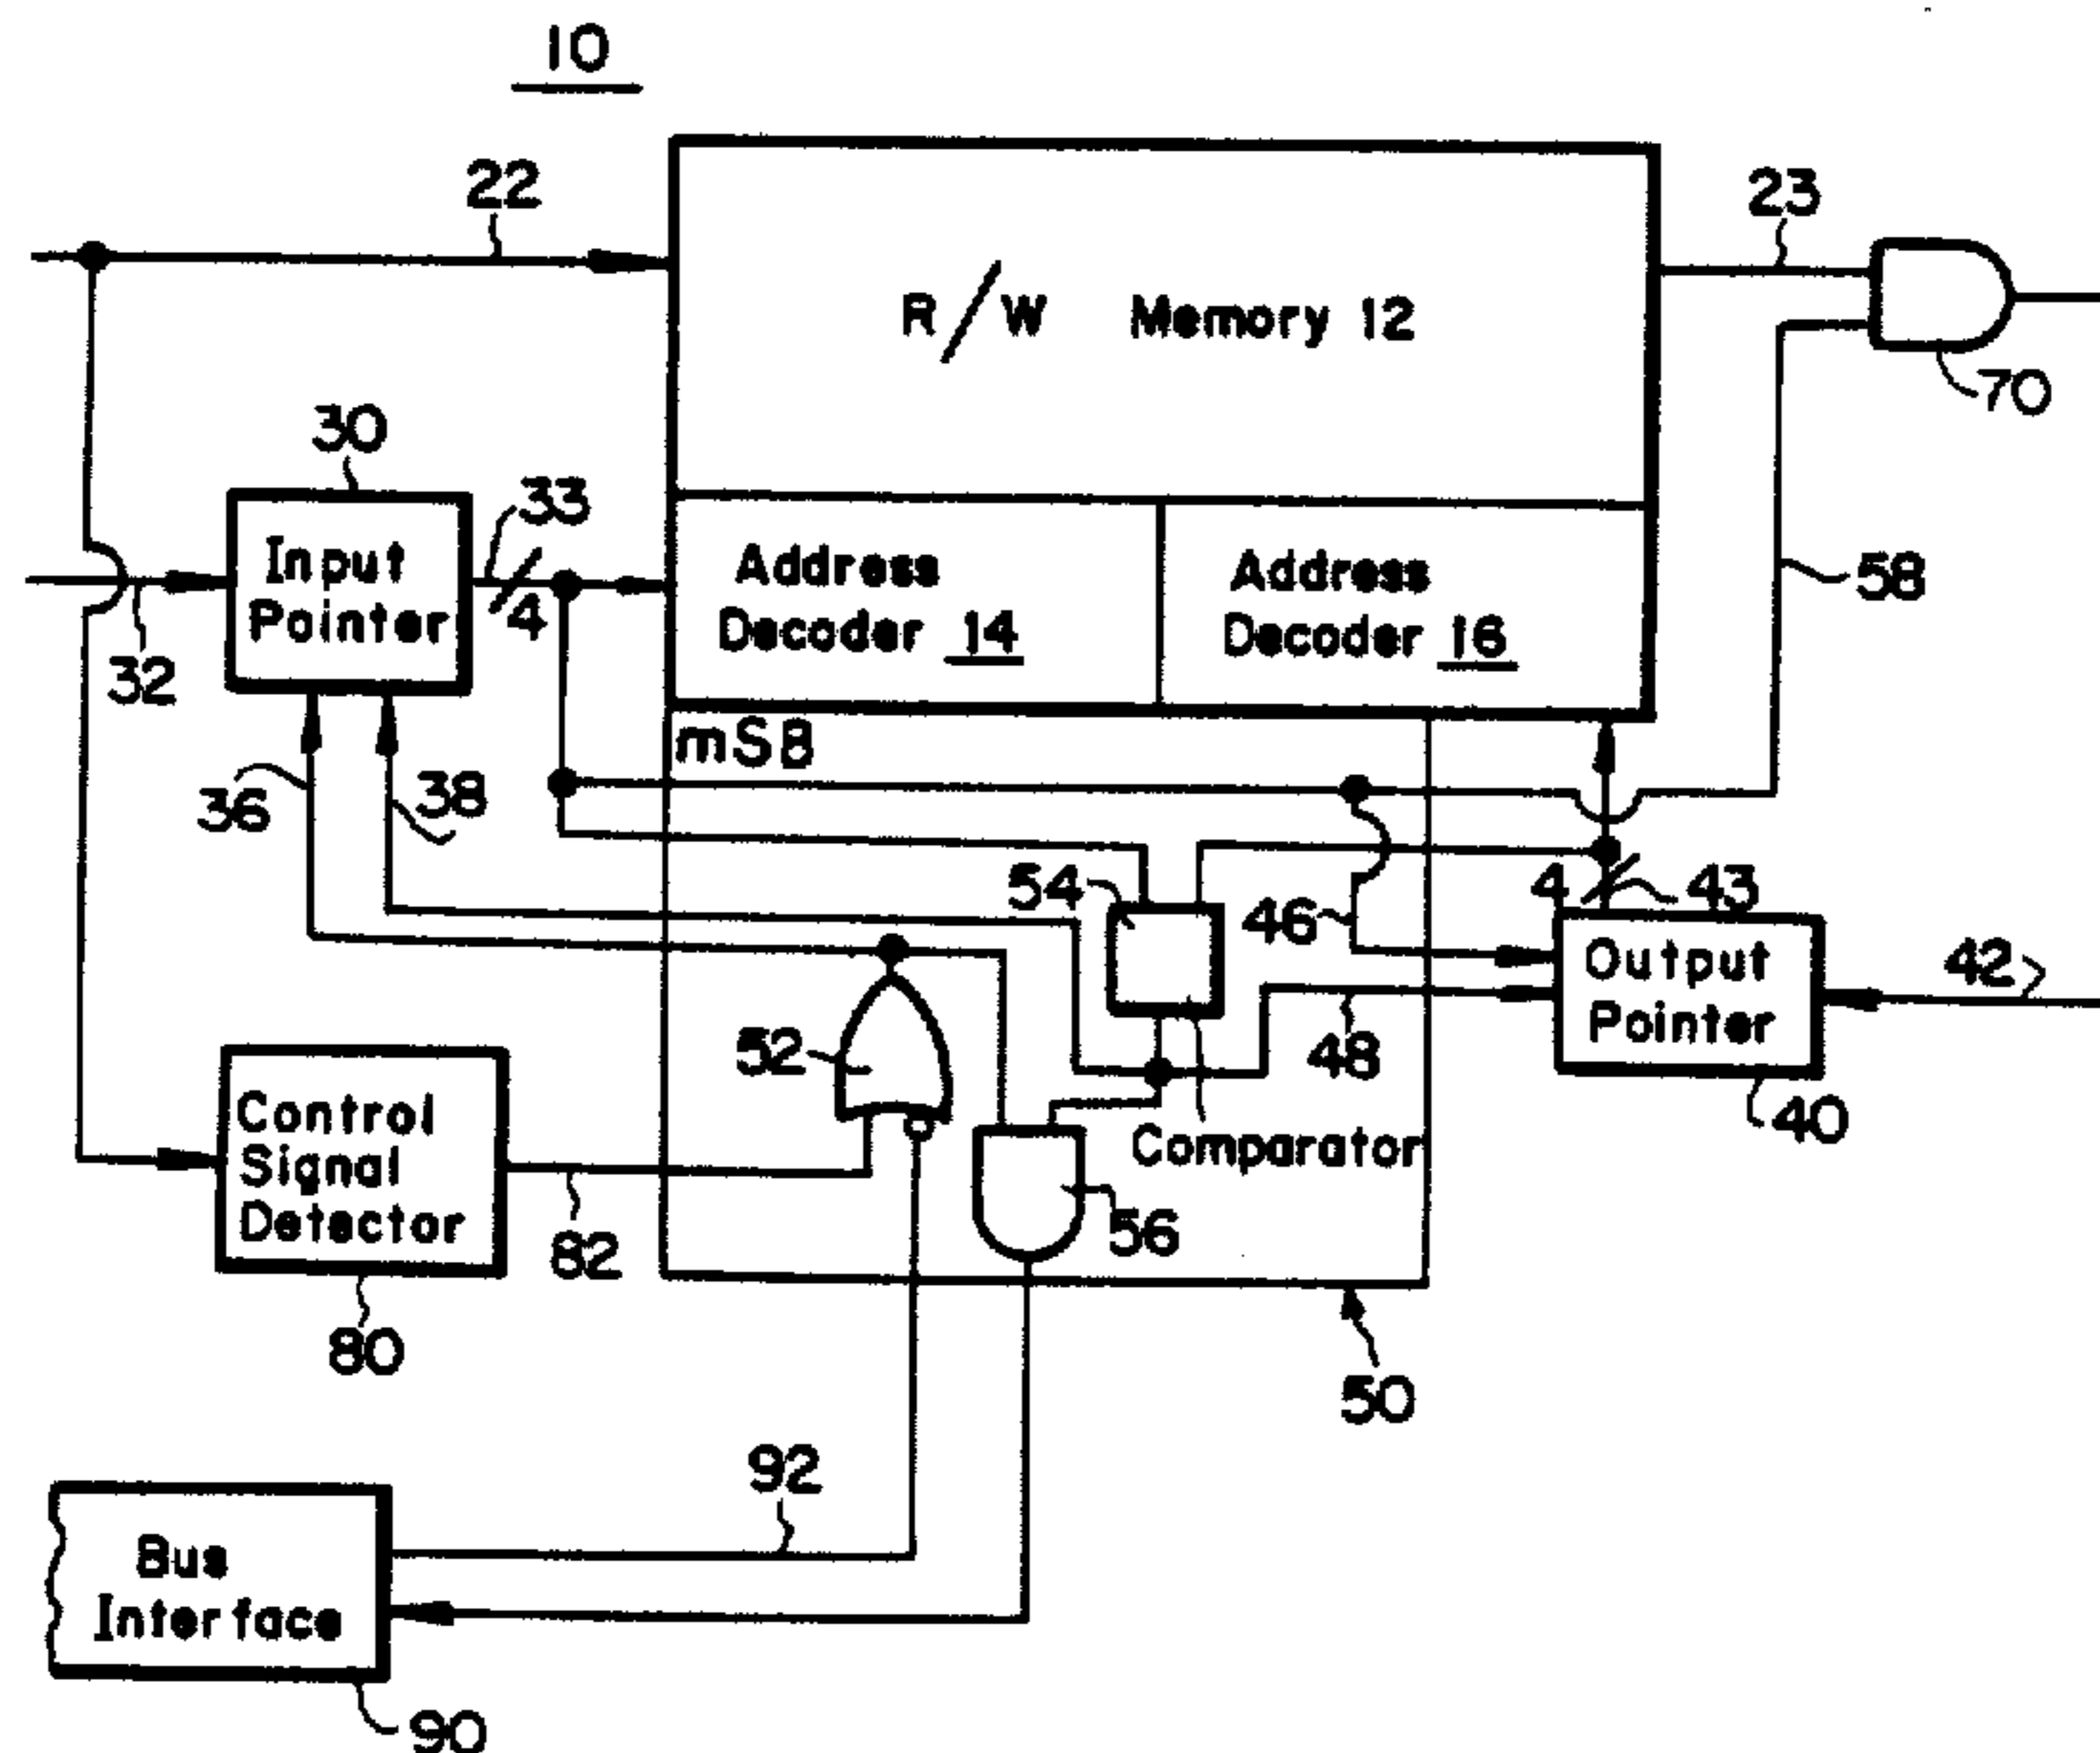 10
22
23
R/W Memory 12
70
30
33
Input
Pointer
4
32
Address
Decoder 14
Address
Decoder 16
58
mS8
36
38
54
46
4
43
Output
Pointer
42
52
48
40
Control
Signal
Detector
Comparator
56
82
80
50
92
Bus
Interface
90